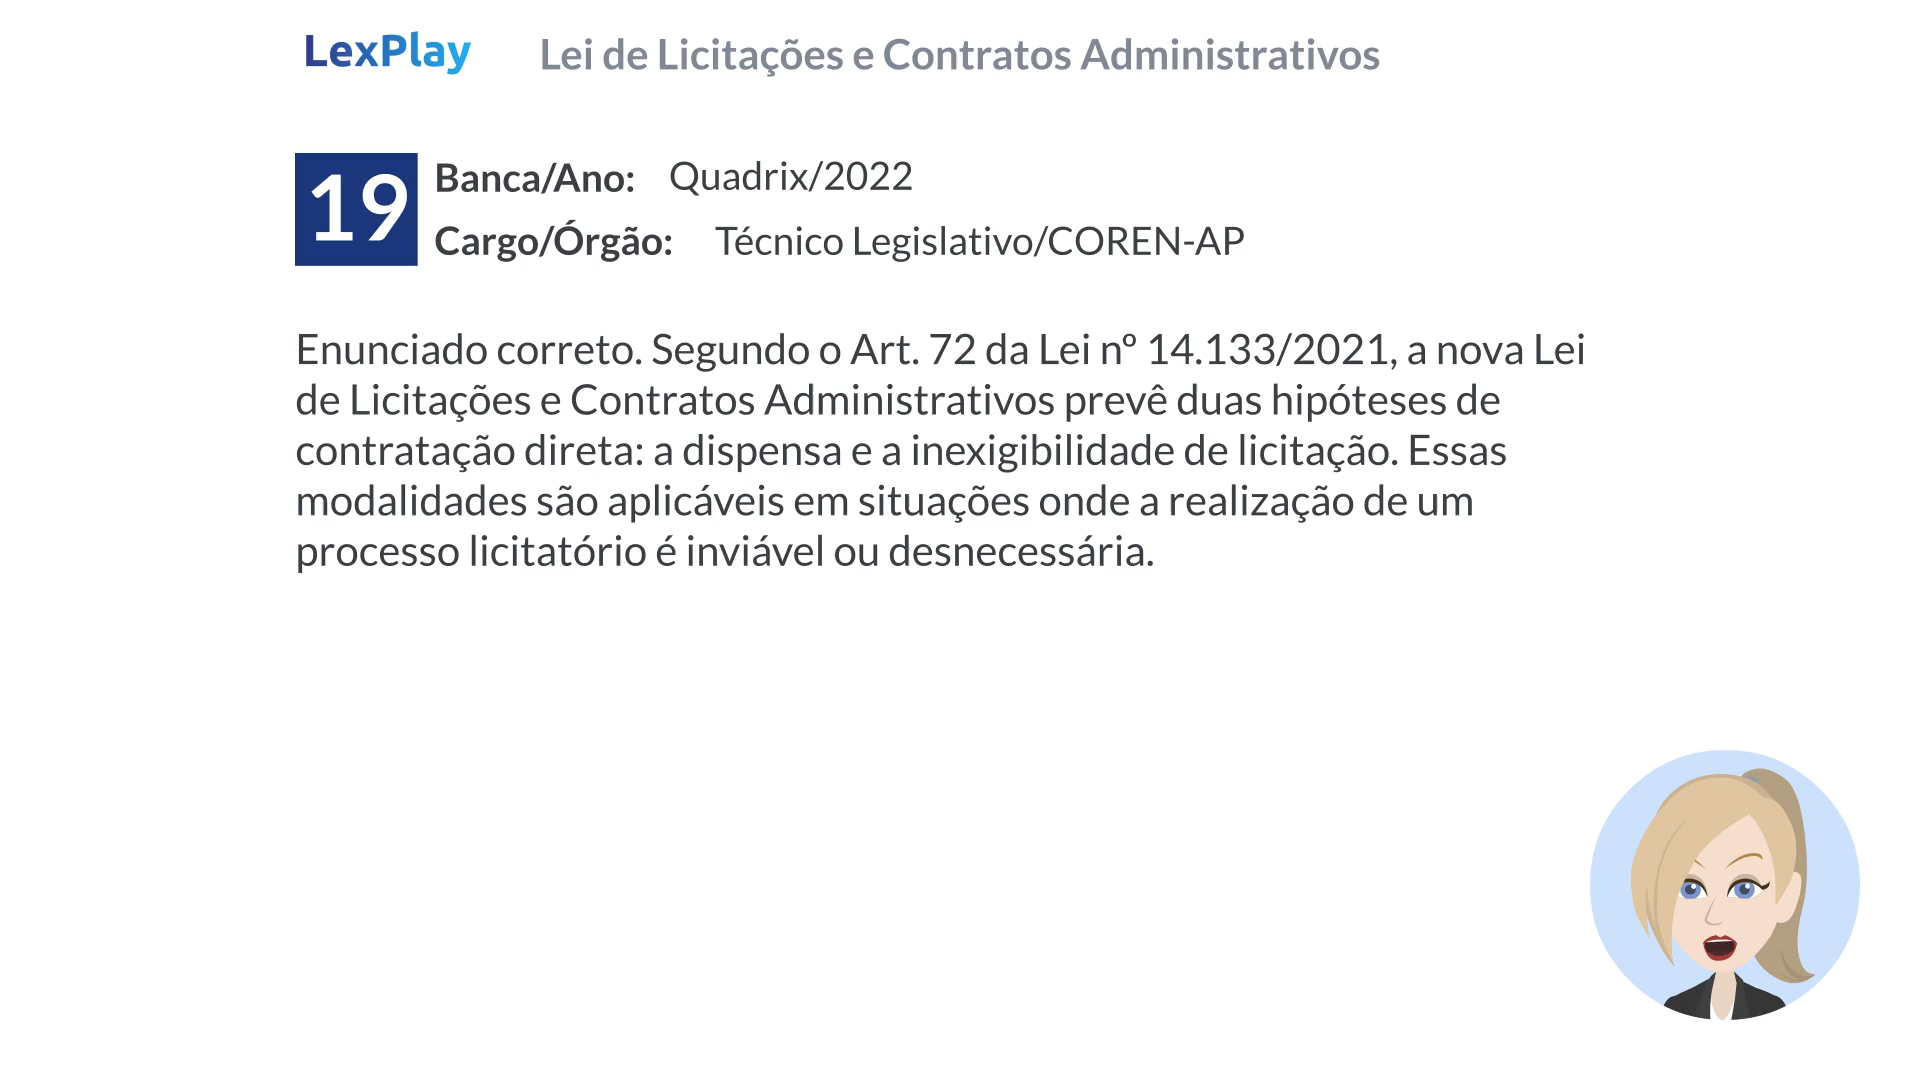 LexPlay
Lei de Licitações e Contratos Administrativos
19
Banca/Ano: Quadrix/2022
Cargo/Órgão: Técnico Legislativo/COREN-AP
Enunciado correto. Segundo o Art. 72 da Lei nº 14.133/2021, a nova Lei
de Licitações e Contratos Administrativos prevê duas hipóteses de
contratação direta: a dispensa e a inexigibilidade de licitação. Essas
modalidades são aplicáveis em situações onde a realização de um
processo licitatório é inviável ou desnecessária.